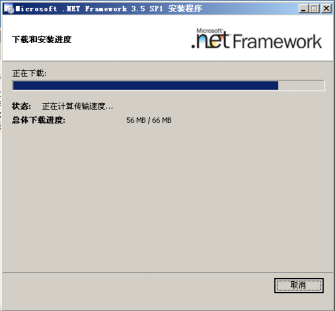 Microsoft .NET Framework 3.5 SP1 安装程序
下载和安装进度
Microsoft
.net Framework
正在下载:
状态: 正在计算传输速度...
总体下载进度: 56 MB / 66 MB
取消